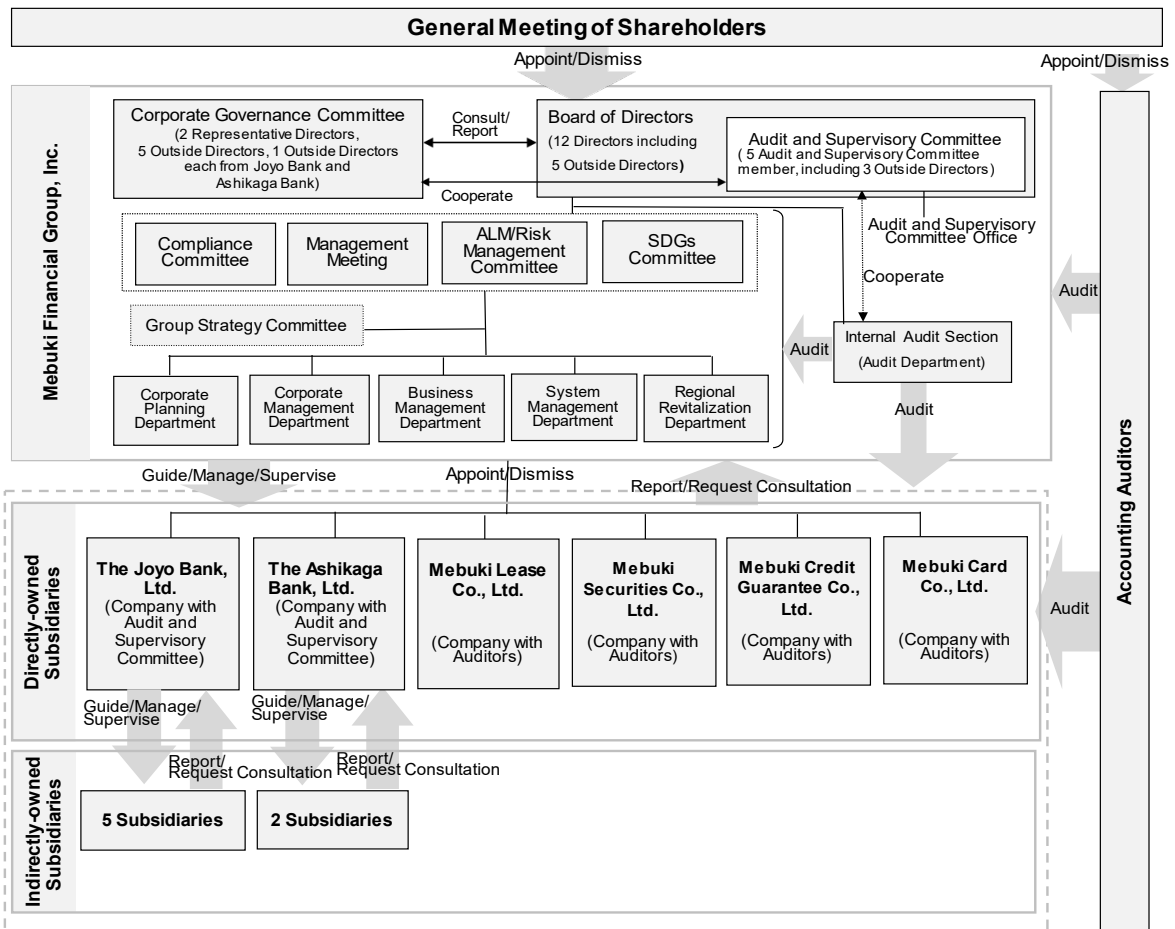 General Meeting of Shareholders
Appoint/Dismiss
Appoint/Dismiss
Mebuki Financial Group, Inc.
Corporate Governance Committee
(2 Representative Directors,
5 Outside Directors, 1 Outside Directors
each from Joyo Bank and
Ashikaga Bank)
Consult/
Report
Cooperate
Board of Directors
(12 Directors including
5 Outside Directors)
Audit and Supervisory Committee
( 5 Audit and Supervisory Committee
member, including 3 Outside Directors)
Audit and Supervisory
Committee Office
Cooperate
Compliance
Committee
Management
Meeting
ALM/Risk
Management
Committee
SDGs
Committee
Group Strategy Committee
Audit
Internal Audit Section
(Audit Department)
Audit
Audit
Corporate
Planning
Department
Corporate
Management
Department
Business
Management
Department
System
Management
Department
Regional
Revitalization
Department
Guide/Manage/Supervise
Appoint/Dismiss
Report/Request Consultation
Accounting Auditors
Directly-owned
Subsidiaries
The Joyo Bank,
Ltd.
(Company with
Audit and
Supervisory
Committee)
The Ashikaga
Bank, Ltd.
(Company with
Audit and
Supervisory
Committee)
Mebuki Lease
Co., Ltd.
(Company with
Auditors)
Mebuki
Securities Co.,
Ltd.
(Company with
Auditors)
Mebuki Credit
Guarantee Co.,
Ltd.
(Company with
Auditors)
Mebuki Card
Co., Ltd.
(Company with
Auditors)
Audit
Guide/Manage/
Supervise
Guide/Manage/
Supervise
Report/
Request Consultation
Report/
Request Consultation
Indirectly-owned
Subsidiaries
5 Subsidiaries
2 Subsidiaries